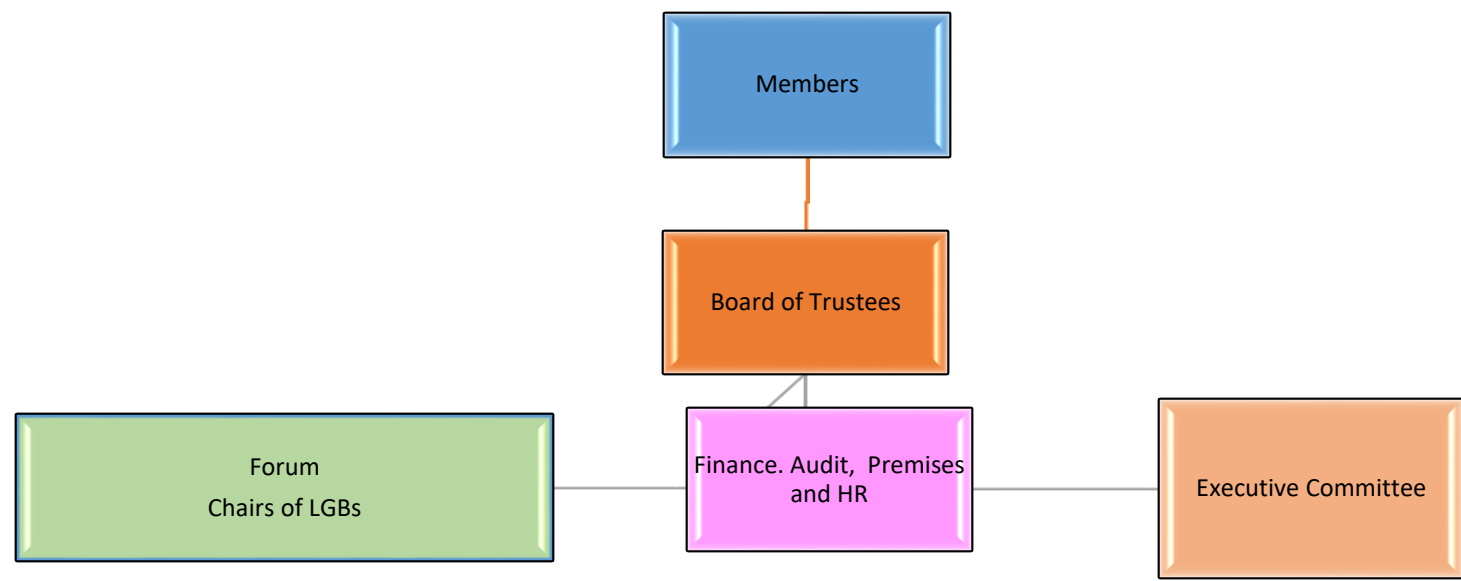 Members
Board of Trustees
Forum
Chairs of LGBs
Finance. Audit,  Premises
and HR
Executive Committee